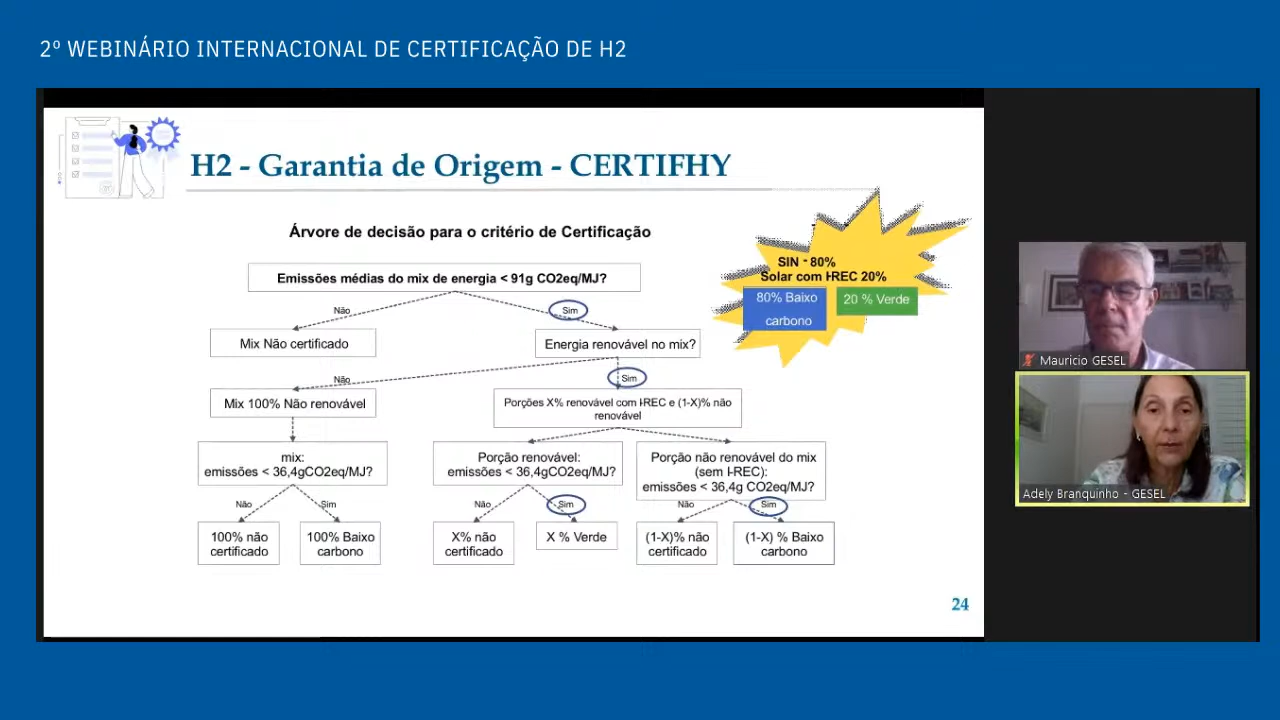 2º WEBINÁRIO INTERNACIONAL DE CERTIFICAÇÃO DE H2
H2 - Garantia de Origem - CERTIFHY
Árvore de decisão para o critério de Certificação
SIN - 80%
Solar com I-REC 20%
80% Baixo
carbono
20 % Verde
Emissões médias do mix de energia < 91g CO2eq/MJ?
Não
Sim
Mix Não certificado
Energia renovável no mix?
Não
Sim
Mix 100% Não renovável
Porções X% renovável com I-REC e (1-X)% não
renovável
mix:
emissões < 36,4gCO2eq/MJ?
Porção renovável:
emissões < 36,4gCO2eq/MJ?
Porção não renovável do mix
(sem I-REC):
emissões < 36,4g CO2eq/MJ?
Não
Sim
Não
Sim
Não
Sim
100% não
certificado
100% Baixo
carbono
X% não
certificado
X % Verde
(1-X)% não
certificado
(1-X) % Baixo
carbono
24
Mauricio GESEL
Adely Branquinho - GESEL